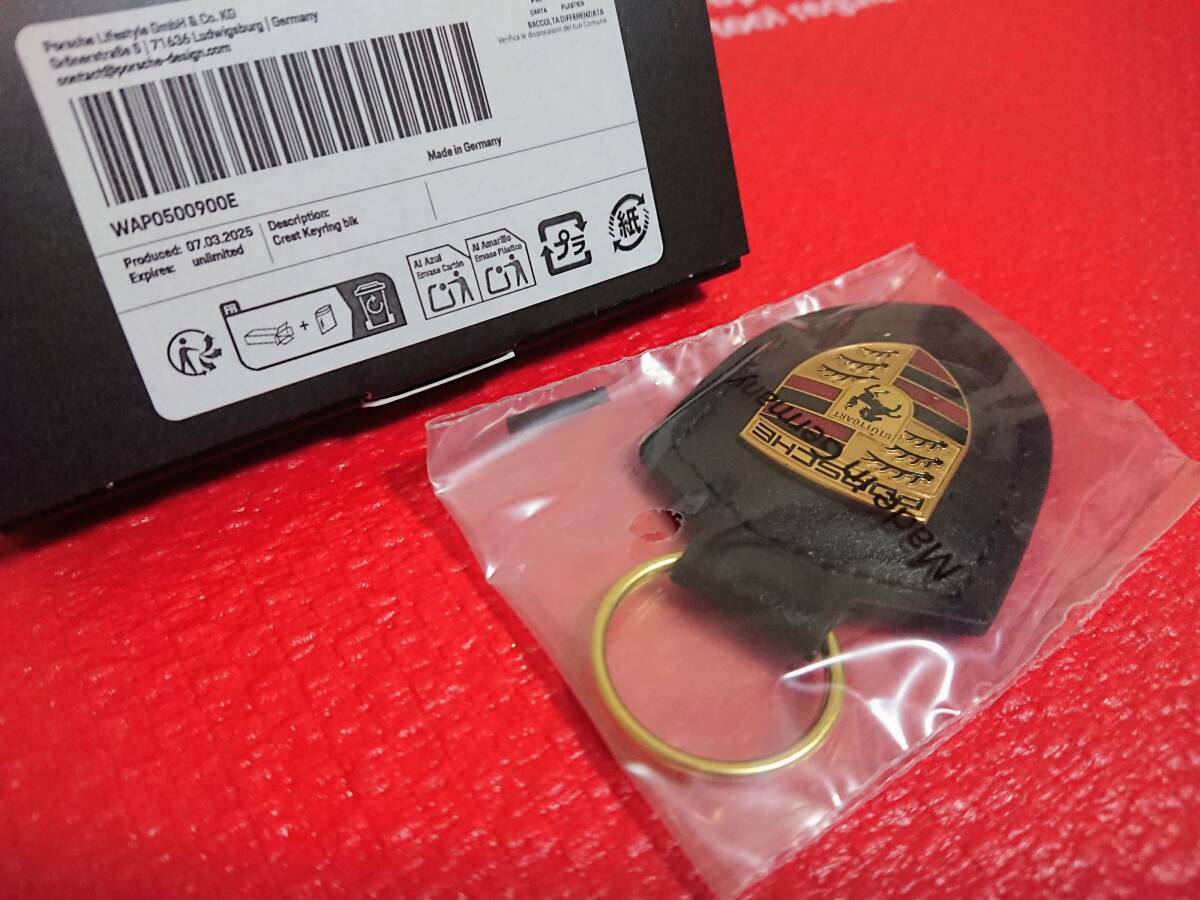 Porsche Lifestyle GmbH & Co. KG
Grönerstraße 5 | 71636 Ludwigsburg | Germany
contact@porsche-design.com
CARTA PLASTICA
RACCOLTA DIFFERENZIATA
Verifica le disposizioni del tuo Comune
Made in Germany
WAP0500900E
Produced: 07.03.2025
Expires: unlimited
Description:
Crest Keyring blk
FR
+
Al Azul
Envase Cartón
Al Amarillo
Envase Plástico
プラ
紙
PORSCHE
STUTTGART
Made in Germany